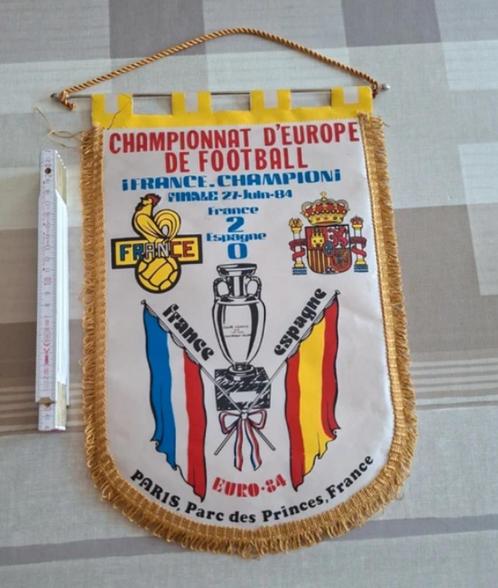 CHAMPIONNAT D'EUROPE
DE FOOTBALL
¡FRANCE.CHAMPION¡
FINALE 27-Juin-84
France
2
Espagne
0
FRANCE
france
espagne
EURO-84
PARIS, Parc des Princes, France